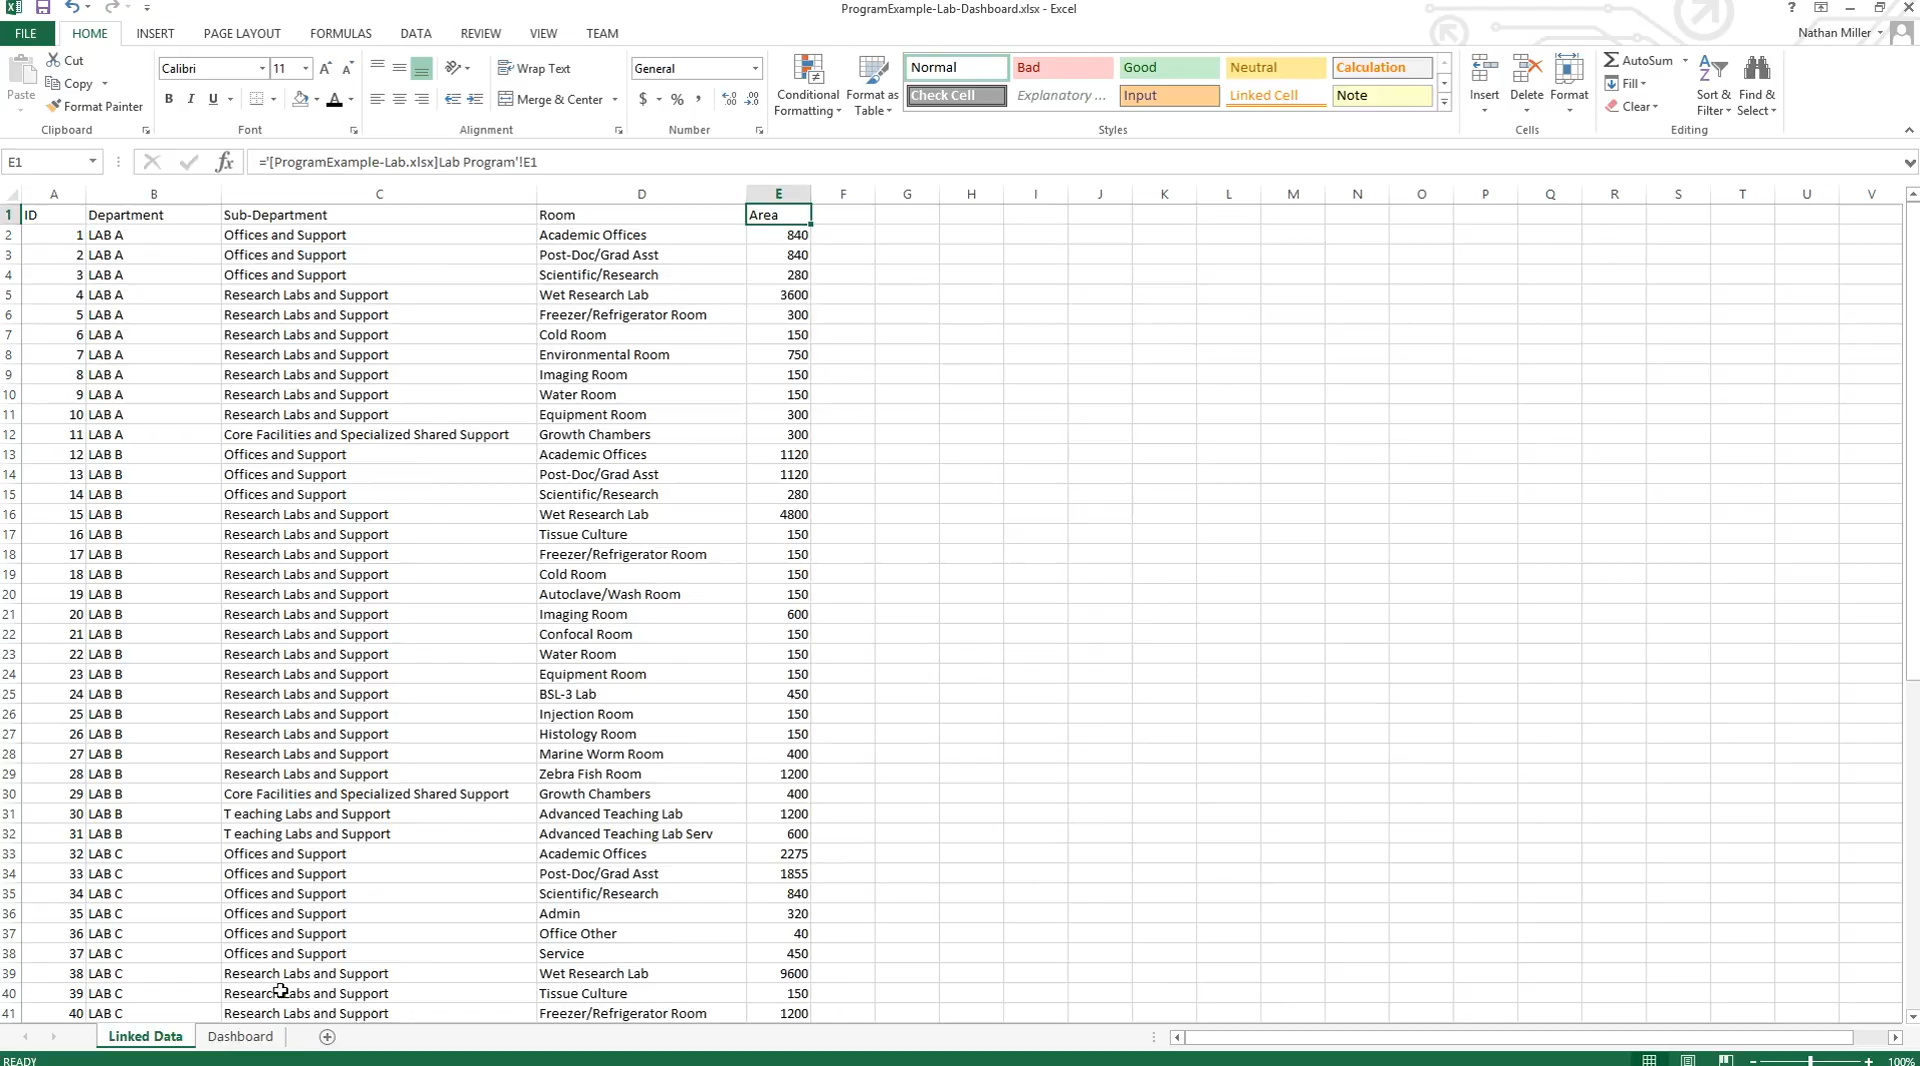 ProgramExample-Lab-Dashboard.xlsx - Excel
FILE HOME INSERT PAGE LAYOUT FORMULAS DATA REVIEW VIEW TEAM Nathan Miller
Paste Cut Copy Format Painter Clipboard
Calibri 11 B I U A Font
Wrap Text Merge & Center Alignment
General $ % , Number
Conditional Formatting Format as Table
Normal Bad Good Neutral Calculation
Check Cell Explanatory ... Input Linked Cell Note
Styles
Insert Delete Format Cells
AutoSum Fill Clear Sort & Filter Find & Select Editing
E1 fx ='[ProgramExample-Lab.xlsx]Lab Program'!E1
A B C D E F G H I J K L M N O P Q R S T U V
1 ID Department Sub-Department Room Area
2 1 LAB A Offices and Support Academic Offices 840
3 2 LAB A Offices and Support Post-Doc/Grad Asst 840
4 3 LAB A Offices and Support Scientific/Research 280
5 4 LAB A Research Labs and Support Wet Research Lab 3600
6 5 LAB A Research Labs and Support Freezer/Refrigerator Room 300
7 6 LAB A Research Labs and Support Cold Room 150
8 7 LAB A Research Labs and Support Environmental Room 750
9 8 LAB A Research Labs and Support Imaging Room 150
10 9 LAB A Research Labs and Support Water Room 150
11 10 LAB A Research Labs and Support Equipment Room 300
12 11 LAB A Core Facilities and Specialized Shared Support Growth Chambers 300
13 12 LAB B Offices and Support Academic Offices 1120
14 13 LAB B Offices and Support Post-Doc/Grad Asst 1120
15 14 LAB B Offices and Support Scientific/Research 280
16 15 LAB B Research Labs and Support Wet Research Lab 4800
17 16 LAB B Research Labs and Support Tissue Culture 150
18 17 LAB B Research Labs and Support Freezer/Refrigerator Room 150
19 18 LAB B Research Labs and Support Cold Room 150
20 19 LAB B Research Labs and Support Autoclave/Wash Room 150
21 20 LAB B Research Labs and Support Imaging Room 600
22 21 LAB B Research Labs and Support Confocal Room 150
23 22 LAB B Research Labs and Support Water Room 150
24 23 LAB B Research Labs and Support Equipment Room 150
25 24 LAB B Research Labs and Support BSL-3 Lab 450
26 25 LAB B Research Labs and Support Injection Room 150
27 26 LAB B Research Labs and Support Histology Room 150
28 27 LAB B Research Labs and Support Marine Worm Room 400
29 28 LAB B Research Labs and Support Zebra Fish Room 1200
30 29 LAB B Core Facilities and Specialized Shared Support Growth Chambers 400
31 30 LAB B T eaching Labs and Support Advanced Teaching Lab 1200
32 31 LAB B T eaching Labs and Support Advanced Teaching Lab Serv 600
33 32 LAB C Offices and Support Academic Offices 2275
34 33 LAB C Offices and Support Post-Doc/Grad Asst 1855
35 34 LAB C Offices and Support Scientific/Research 840
36 35 LAB C Offices and Support Admin 320
37 36 LAB C Offices and Support Office Other 40
38 37 LAB C Offices and Support Service 450
39 38 LAB C Research Labs and Support Wet Research Lab 9600
40 39 LAB C Research Labs and Support Tissue Culture 150
41 40 LAB C Research Labs and Support Freezer/Refrigerator Room 1200
Linked Data Dashboard
READY 100%